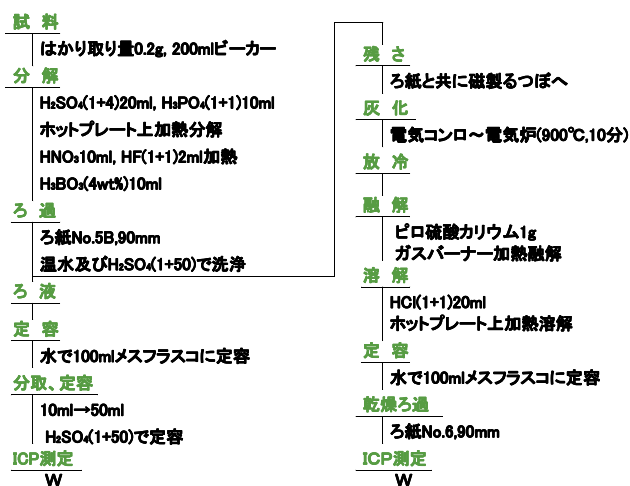 試 料
はかり取り量0.2g, 200mlビーカー
分 解
H₂SO₄(1+4)20ml, H₃PO₄(1+1)10ml
ホットプレート上加熱分解
HNO₃10ml, HF(1+1)2ml加熱
H₃BO₃(4wt%)10ml
ろ 過
ろ紙No.5B,90mm
温水及びH₂SO₄(1+50)で洗浄
ろ 液
定 容
水で100mlメスフラスコに定容
分取、定容
10ml→50ml
H₂SO₄(1+50)で定容
ICP測定
W
残 さ
ろ紙と共に磁製るつぼへ
灰 化
電気コンロ～電気炉(900℃,10分)
放 冷
融 解
ピロ硫酸カリウム1g
ガスバーナー加熱融解
溶 解
HCl(1+1)20ml
ホットプレート上加熱溶解
定 容
水で100mlメスフラスコに定容
乾燥ろ過
ろ紙No.6,90mm
ICP測定
W